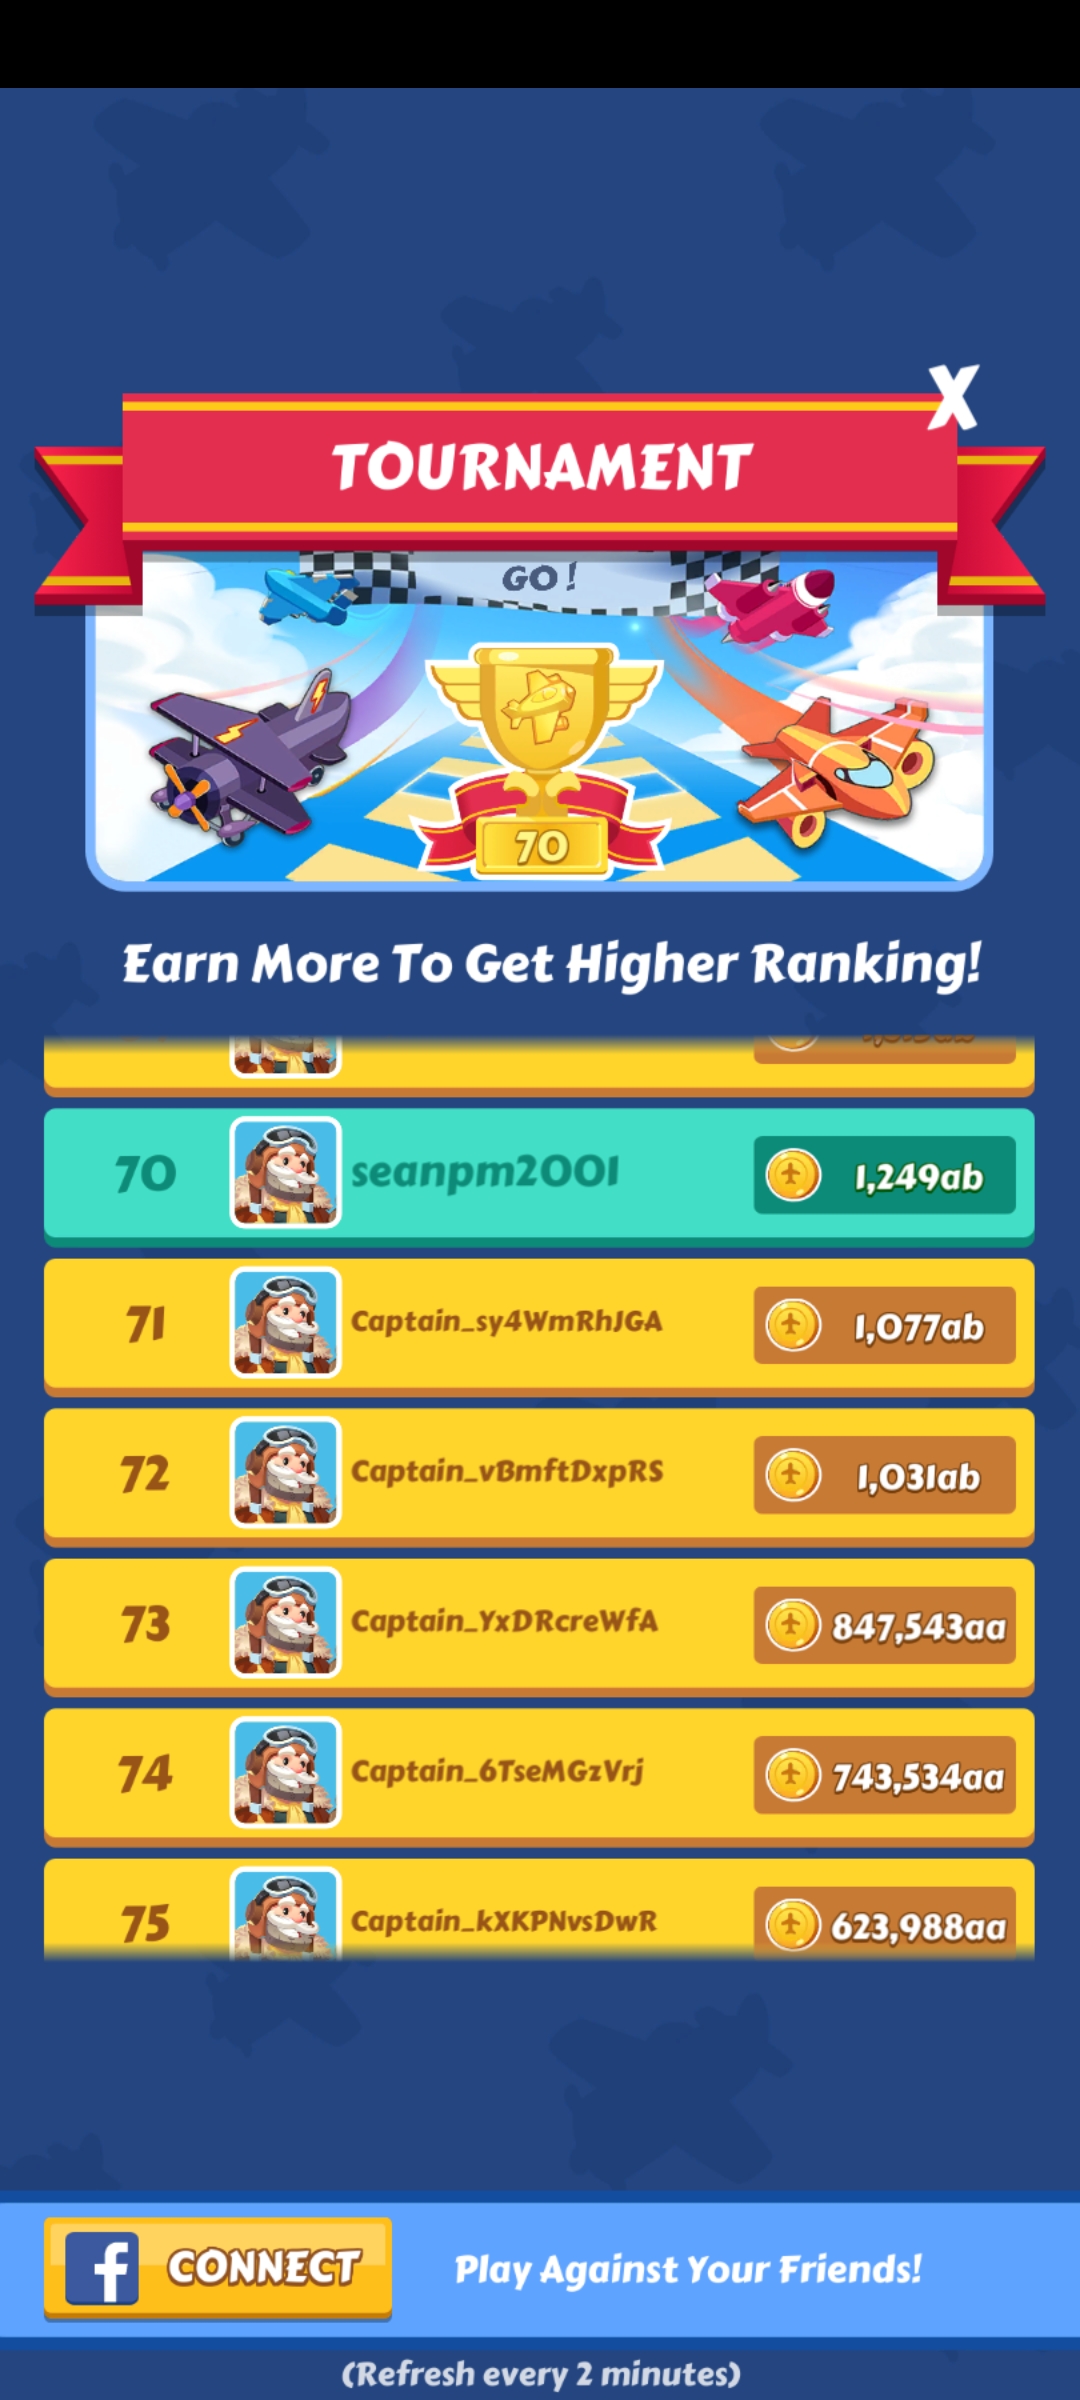 X
TOURNAMENT
GO!
70
Earn More To Get Higher Ranking!
70 seanpm2001 1,249ab
71 Captain_sy4WmRhJGA 1,077ab
72 Captain_vBmftDxpRS 1,031ab
73 Captain_YxDRcreWfA 847,543aa
74 Captain_6TseMGzVrj 743,534aa
75 Captain_kXKPNvsDwR 623,988aa
f CONNECT Play Against Your Friends!
(Refresh every 2 minutes)